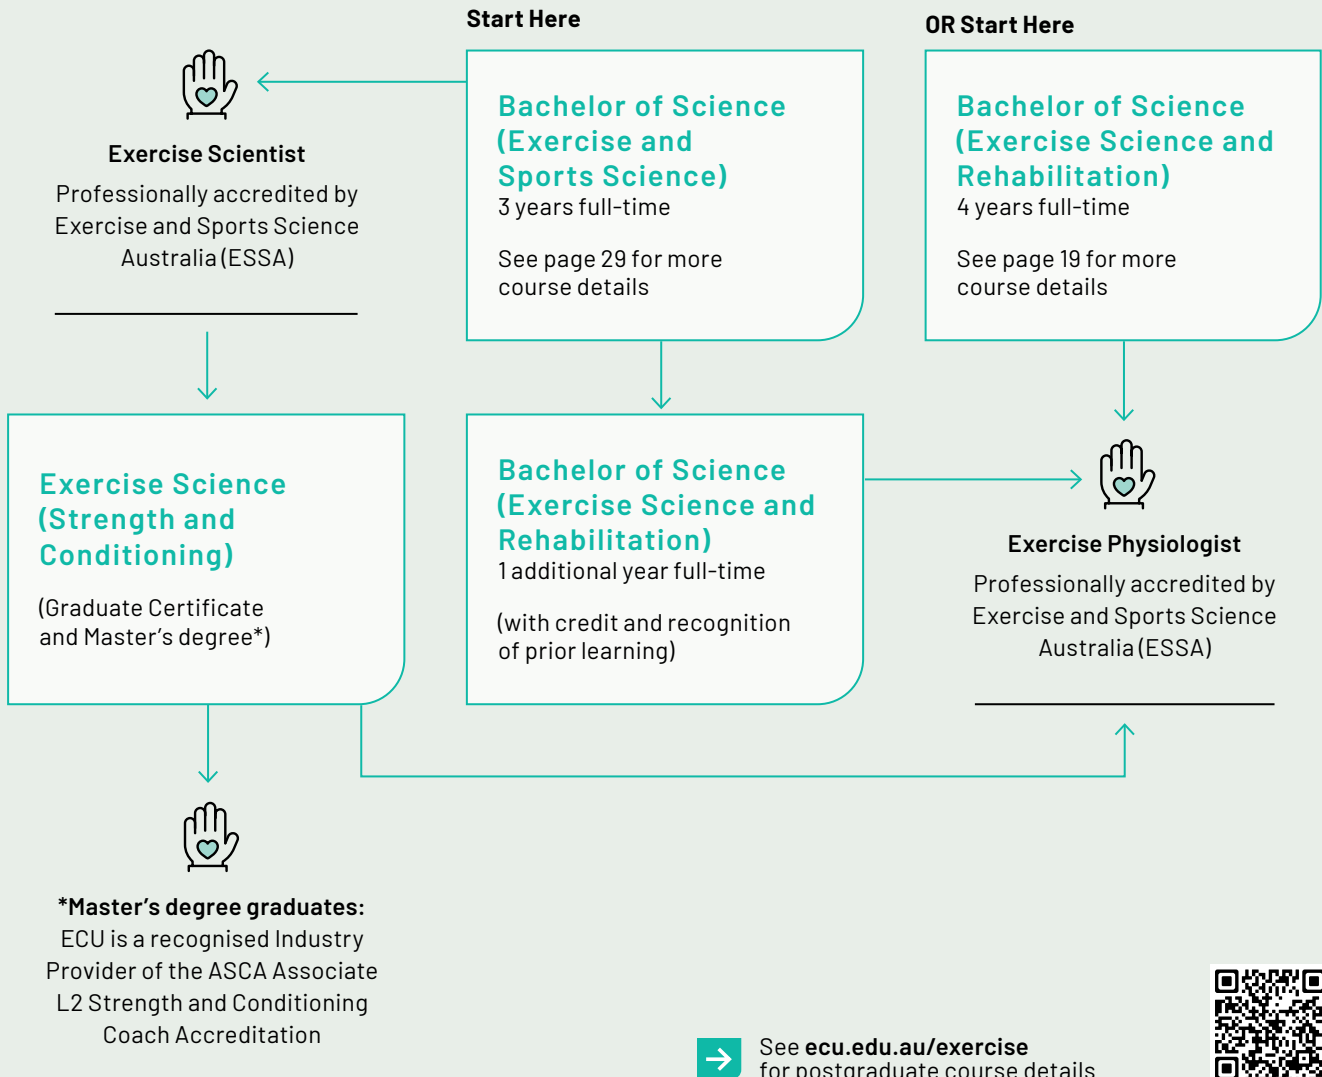 Start Here
OR Start Here
Exercise Scientist
Professionally accredited by
Exercise and Sports Science
Australia (ESSA)
Bachelor of Science
(Exercise and
Sports Science)
3 years full-time
See page 29 for more
course details
Bachelor of Science
(Exercise Science and
Rehabilitation)
4 years full-time
See page 19 for more
course details
Exercise Science
(Strength and
Conditioning)
(Graduate Certificate
and Master's degree*)
Bachelor of Science
(Exercise Science and
Rehabilitation)
1 additional year full-time
(with credit and recognition
of prior learning)
Exercise Physiologist
Professionally accredited by
Exercise and Sports Science
Australia (ESSA)
*Master's degree graduates:
ECU is a recognised Industry
Provider of the ASCA Associate
L2 Strength and Conditioning
Coach Accreditation
See ecu.edu.au/exercise
for postgraduate course details